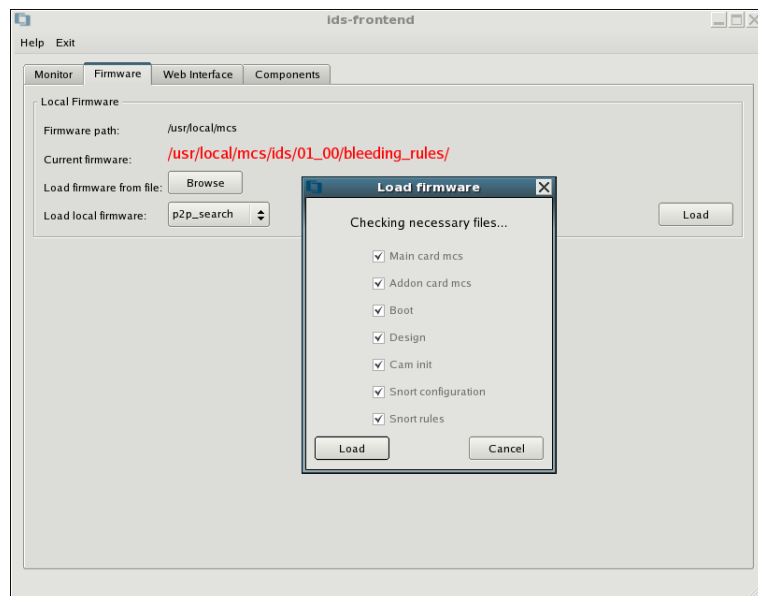 ids-frontend
Help Exit
Monitor Firmware Web Interface Components
Local Firmware
Firmware path: /usr/local/mcs
Current firmware: /usr/local/mcs/ids/01_00/bleeding_rules/
Load firmware from file: Browse
Load local firmware: p2p_search Load
Load firmware
Checking necessary files...
Main card mcs
Addon card mcs
Boot
Design
Cam init
Snort configuration
Snort rules
Load Cancel